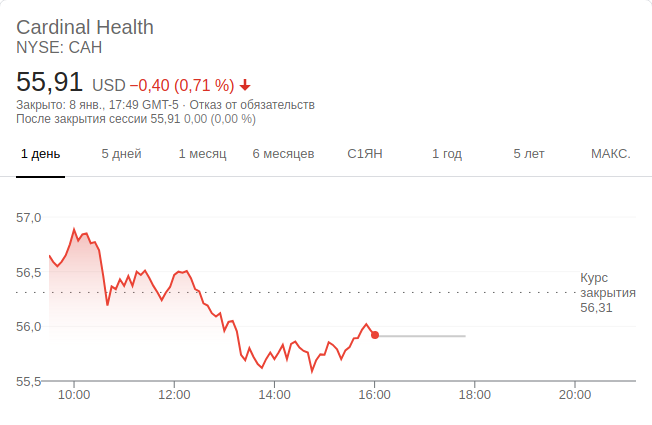 Cardinal Health
NYSE: CAH
55,91 USD −0,40 (0,71 %)
Закрыто: 8 янв., 17:49 GMT-5 · Отказ от обязательств
После закрытия сессии 55,91 0,00 (0,00 %)
1 день 5 дней 1 месяц 6 месяцев С1ЯН 1 год 5 лет МАКС.
57,0
56,5
Курс
закрытия
56,31
56,0
55,5
10:00 12:00 14:00 16:00 18:00 20:00